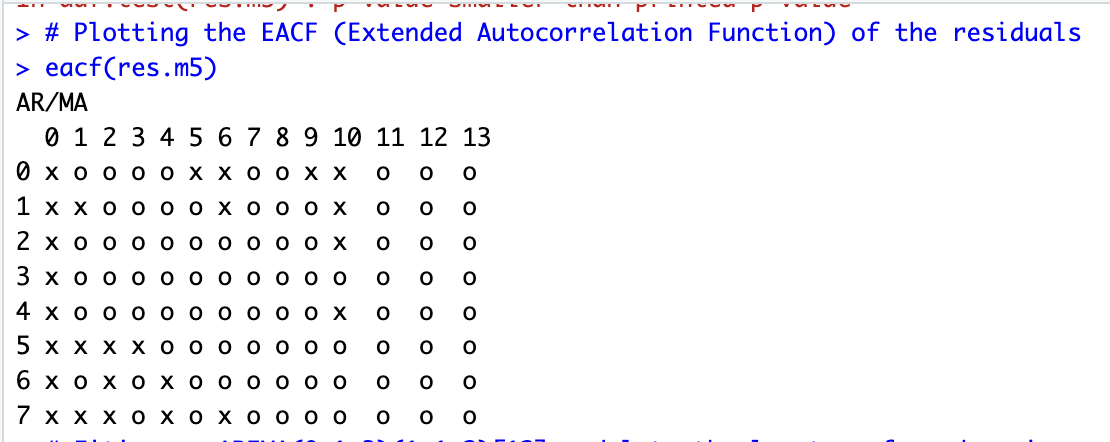 > # Plotting the EACF (Extended Autocorrelation Function) of the residuals
> eacf(res.m5)
AR/MA
  0 1 2 3 4 5 6 7 8 9 10 11 12 13
0 x o o o o x x o o x x  o  o  o
1 x x o o o o x o o o x  o  o  o
2 x o o o o o o o o o x  o  o  o
3 x o o o o o o o o o o  o  o  o
4 x o o o o o o o o o x  o  o  o
5 x x x x o o o o o o o  o  o  o
6 x o x o x o o o o o o  o  o  o
7 x x x o x o x o o o o  o  o  o